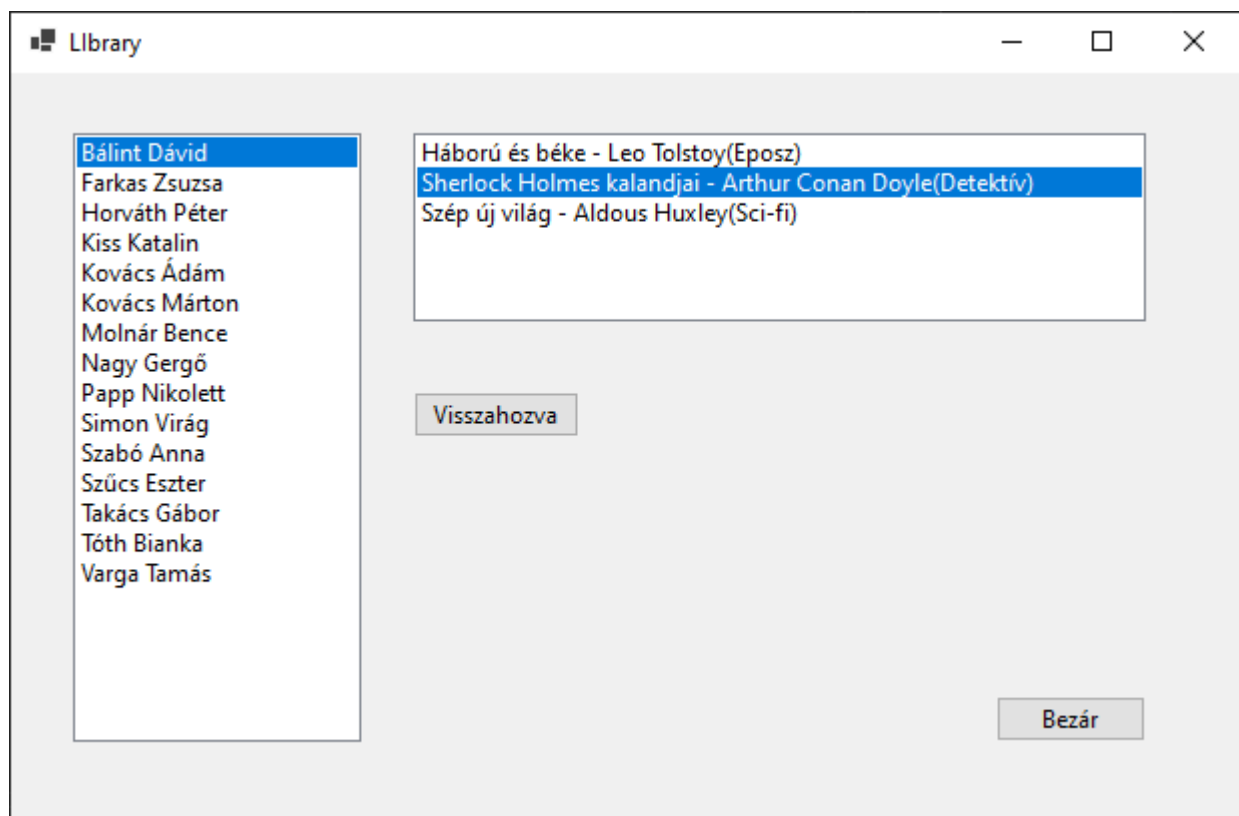 LIbrary
Bálint Dávid
Farkas Zsuzsa
Horváth Péter
Kiss Katalin
Kovács Ádám
Kovács Márton
Molnár Bence
Nagy Gergő
Papp Nikolett
Simon Virág
Szabó Anna
Szűcs Eszter
Takács Gábor
Tóth Bianka
Varga Tamás
Háború és béke - Leo Tolstoy(Eposz)
Sherlock Holmes kalandjai - Arthur Conan Doyle(Detektív)
Szép új világ - Aldous Huxley(Sci-fi)
Visszahozva
Bezár